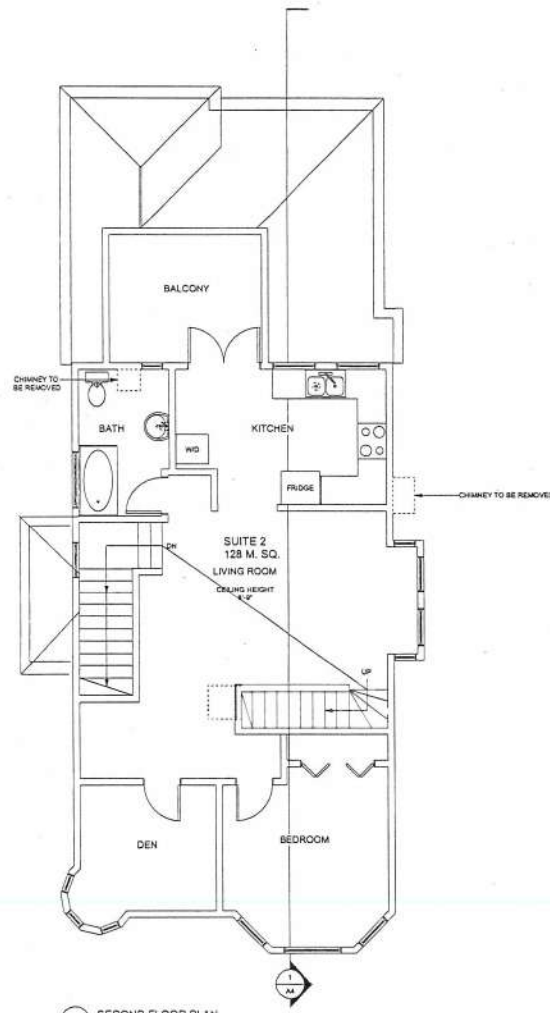 BALCONY
CHIMNEY TO
BE REMOVED
BATH
KITCHEN
W/D
FRIDGE
CHIMNEY TO BE REMOVED
SUITE 2
128 M. SQ.
DN
LIVING ROOM
CEILING HEIGHT
UP
DEN
BEDROOM
1
A4
SECOND FLOOR PLAN